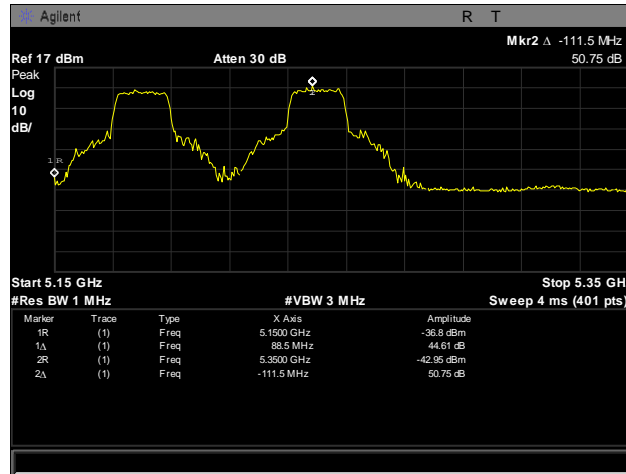 Agilent R T
Mkr2 Δ -111.5 MHz
Ref 17 dBm Atten 30 dB 50.75 dB
Peak
Log
10
dB/
1R
1
Start 5.15 GHz Stop 5.35 GH
#Res BW 1 MHz #VBW 3 MHz Sweep 4 ms (401 pts)
Marker Trace Type X Axis Amplitude
1R (1) Freq 5.1500 GHz -36.8 dBm
1Δ (1) Freq 88.5 MHz 44.61 dB
2R (1) Freq 5.3500 GHz -42.95 dBm
2Δ (1) Freq -111.5 MHz 50.75 dB